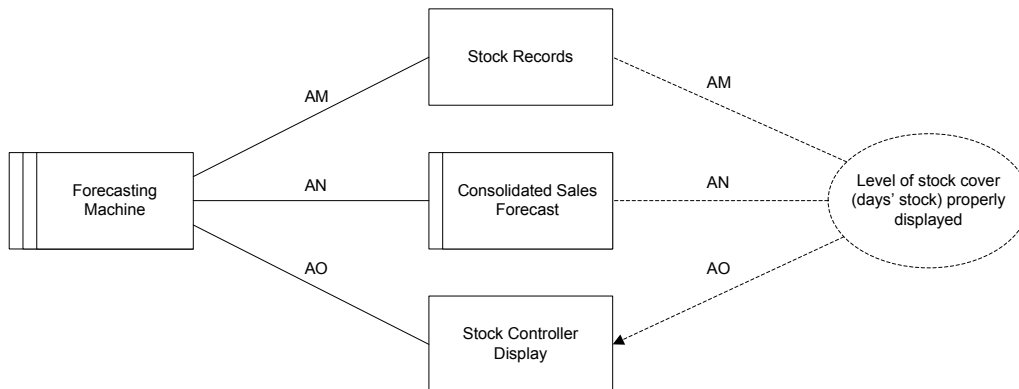 Stock Records
AM
AM
Forecasting
Machine
AN
Consolidated Sales
Forecast
AN
Level of stock cover
(days’ stock) properly
displayed
AO
AO
Stock Controller
Display